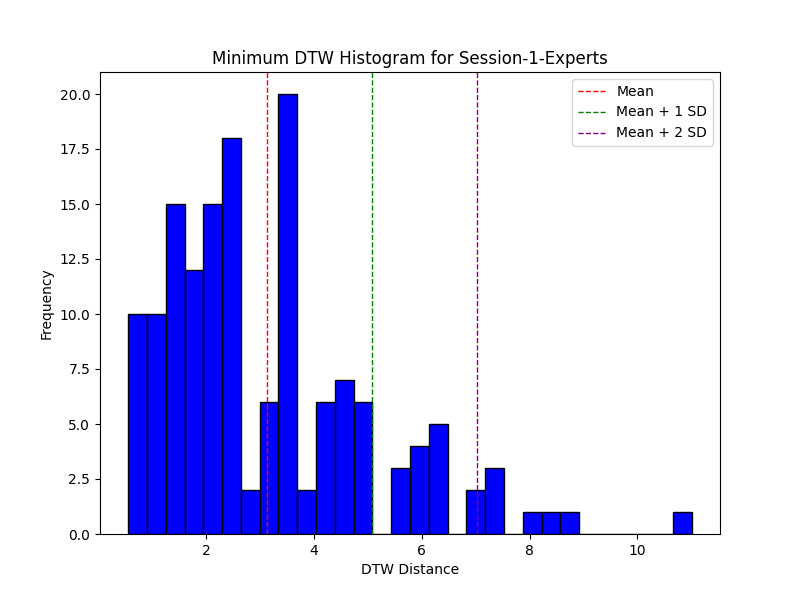 Minimum DTW Histogram for Session-1-Experts
Mean
Mean + 1 SD
Mean + 2 SD
20.0
17.5
15.0
12.5
10.0
7.5
5.0
2.5
0.0
Frequency
2 4 6 8 10
DTW Distance